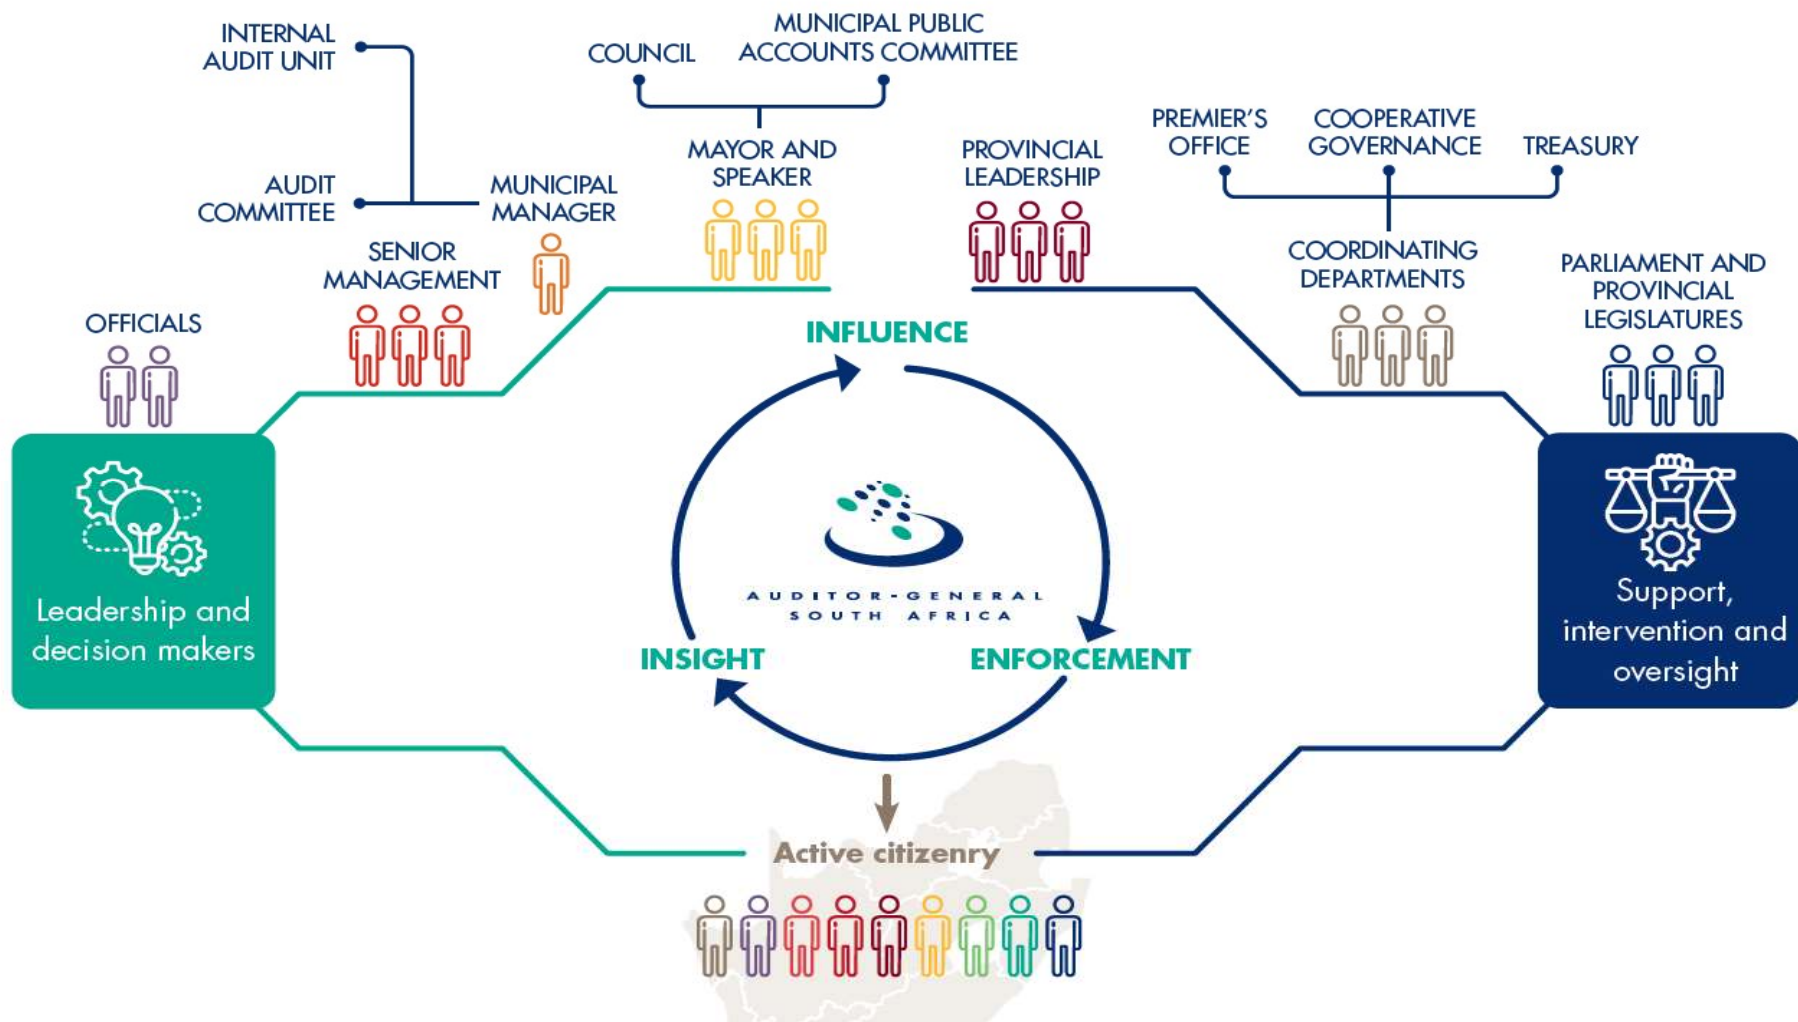 INTERNAL
AUDIT UNIT
AUDIT
COMMITTEE
MUNICIPAL
MANAGER
SENIOR
MANAGEMENT
OFFICIALS
COUNCIL
MUNICIPAL PUBLIC
ACCOUNTS COMMITTEE
MAYOR AND
SPEAKER
PROVINCIAL
LEADERSHIP
PREMIER’S
OFFICE
COOPERATIVE
GOVERNANCE
TREASURY
COORDINATING
DEPARTMENTS
PARLIAMENT AND
PROVINCIAL
LEGISLATURES
Leadership and
decision makers
INFLUENCE
AUDITOR-GENERAL
SOUTH AFRICA
INSIGHT
ENFORCEMENT
Support,
intervention and
oversight
Active citizenry